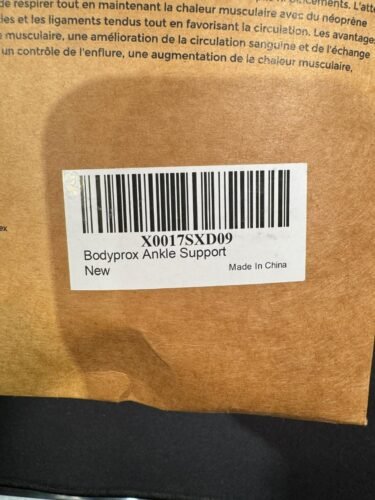 de respirer tout en maintenant la chaleur musculaire avec du néoprène
les et les ligaments tendus tout en favorisant la circulation. Les avantages
musculaire, une amélioration de la circulation sanguine et de l'échange
un contrôle de l'enflure, une augmentation de la chaleur musculaire,
X0017SXD09
Bodyprox Ankle Support
New
Made In China